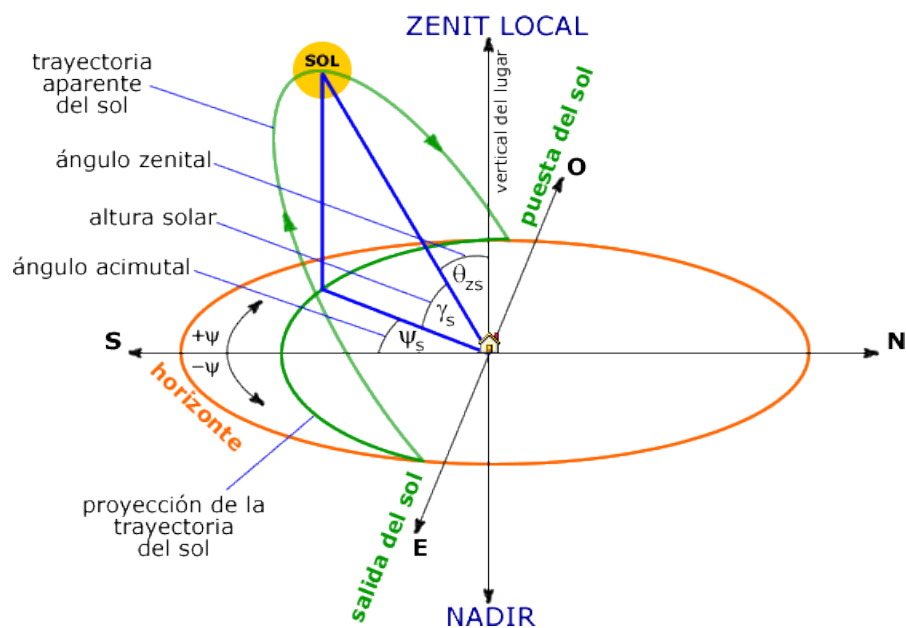 ZENIT LOCAL
SOL
trayectoria
aparente
del sol
vertical del lugar
puesta del sol
ángulo zenital
O
altura solar
ángulo acimutal
θzs
γs
ψs
S
+ψ
−ψ
N
horizonte
proyección de la
trayectoria
del sol
salida del sol
E
NADIR